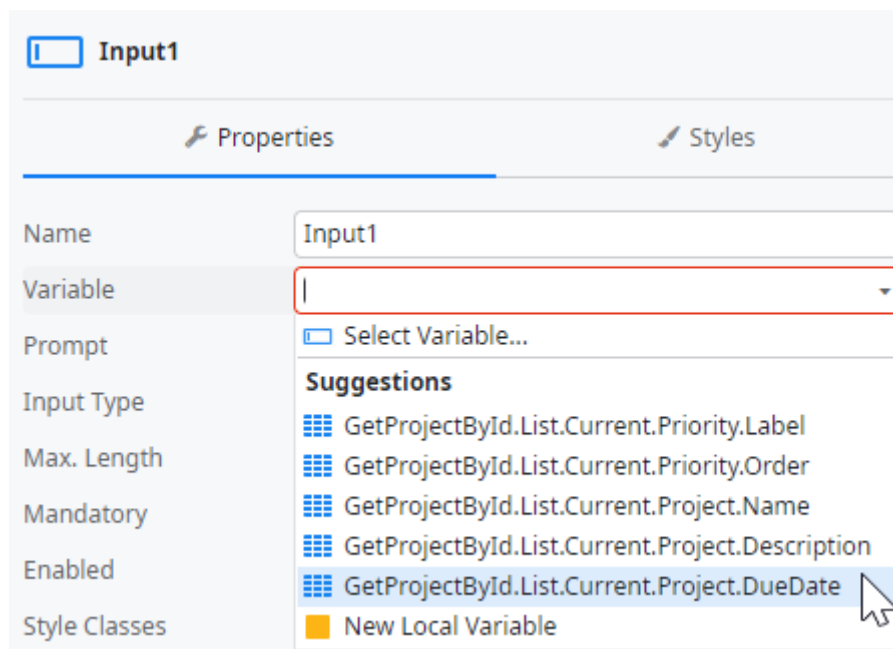 Input1
Properties
Styles
Name
Input1
Variable
Select Variable...
Prompt
Suggestions
Input Type
GetProjectById.List.Current.Priority.Label
Max. Length
GetProjectById.List.Current.Priority.Order
Mandatory
GetProjectById.List.Current.Project.Name
GetProjectById.List.Current.Project.Description
Enabled
GetProjectById.List.Current.Project.DueDate
Style Classes
New Local Variable